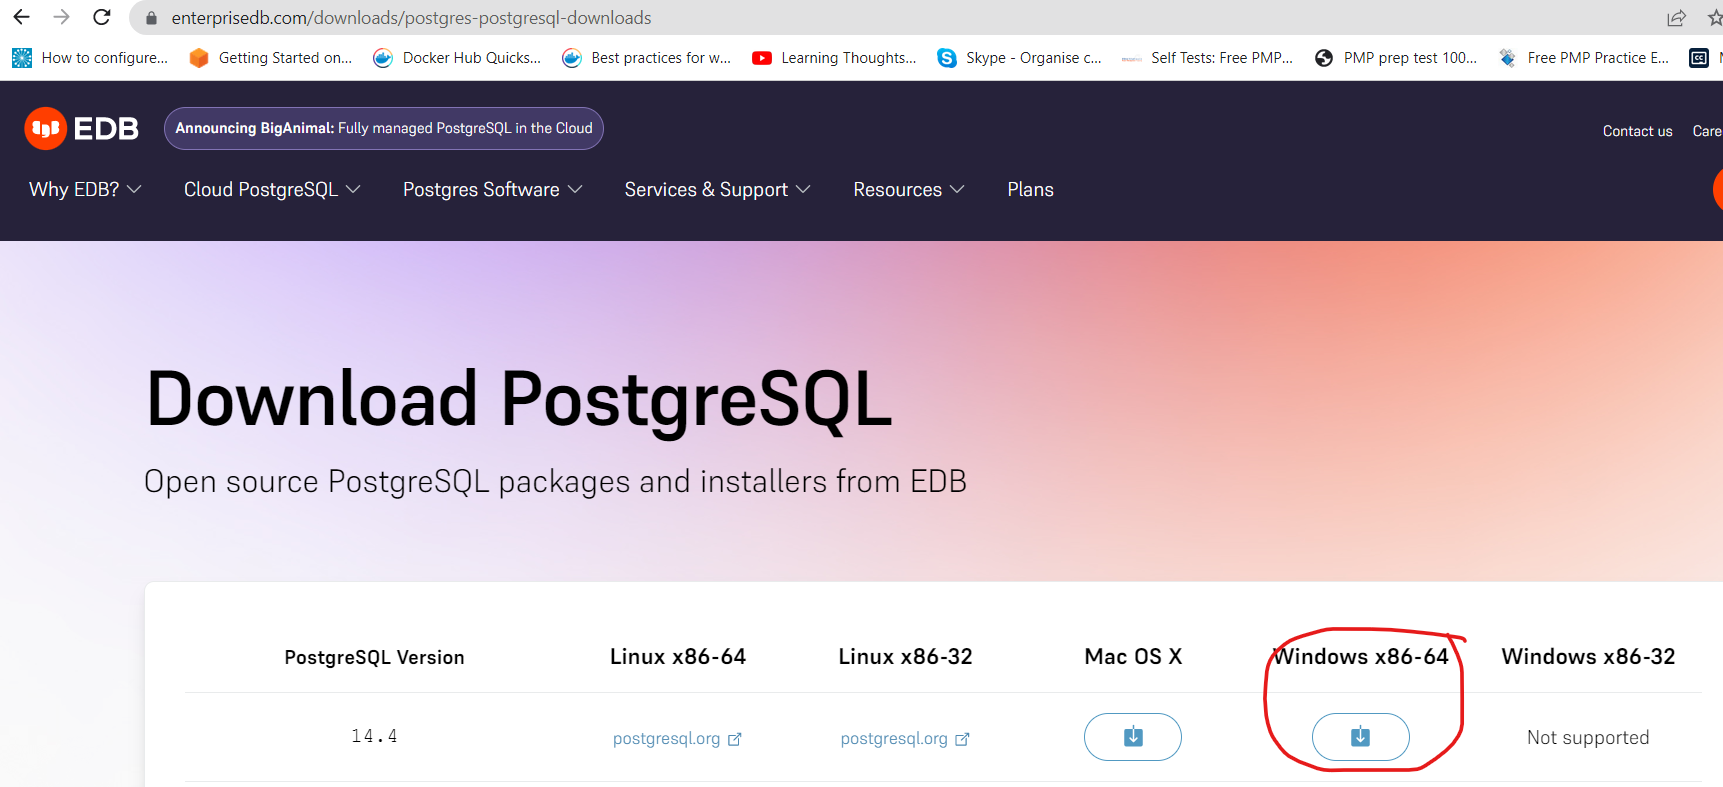 enterprisedb.com/downloads/postgres-postgresql-downloads
How to configure... Getting Started on... Docker Hub Quicks... Best practices for w... Learning Thoughts... Skype - Organise c... Self Tests: Free PMP... PMP prep test 100... Free PMP Practice E...
EDB Announcing BigAnimal: Fully managed PostgreSQL in the Cloud
Contact us Care
Why EDB? Cloud PostgreSQL Postgres Software Services & Support Resources Plans
Download PostgreSQL
Open source PostgreSQL packages and installers from EDB
PostgreSQL Version Linux x86-64 Linux x86-32 Mac OS X Windows x86-64 Windows x86-32
14.4 postgresql.org postgresql.org Not supported